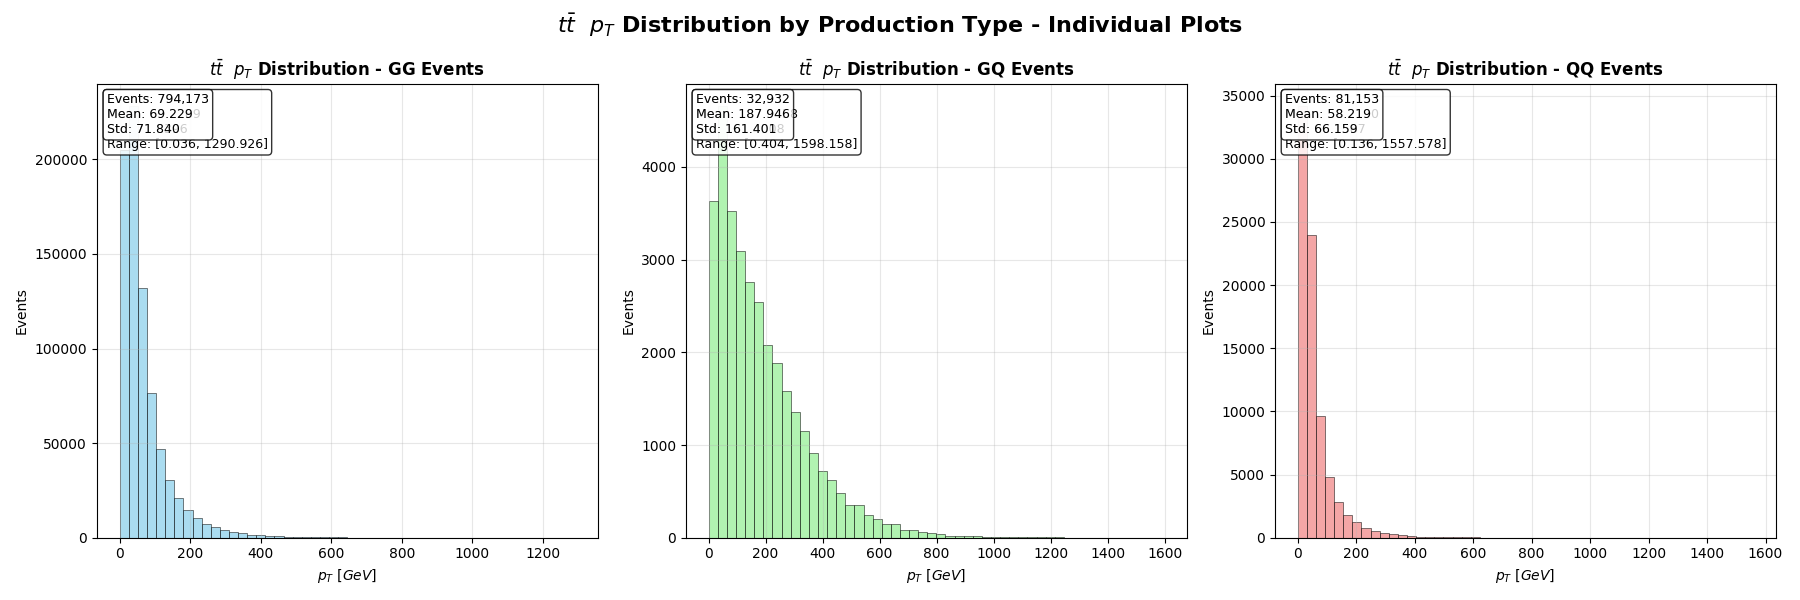 tt̄ p_T Distribution by Production Type - Individual Plots
tt̄ p_T Distribution - GG Events
Events: 794,173
Mean: 69.229
Std: 71.840
Range: [0.036, 1290.926]
200000
150000
100000
50000
0
Events
0 200 400 600 800 1000 1200
p_T [GeV]
tt̄ p_T Distribution - GQ Events
Events: 32,932
Mean: 187.946
Std: 161.401
Range: [0.404, 1598.158]
4000
3000
2000
1000
0
Events
0 200 400 600 800 1000 1200 1400 1600
p_T [GeV]
tt̄ p_T Distribution - QQ Events
Events: 81,153
Mean: 58.219
Std: 66.159
Range: [0.136, 1557.578]
35000
30000
25000
20000
15000
10000
5000
0
Events
0 200 400 600 800 1000 1200 1400 1600
p_T [GeV]